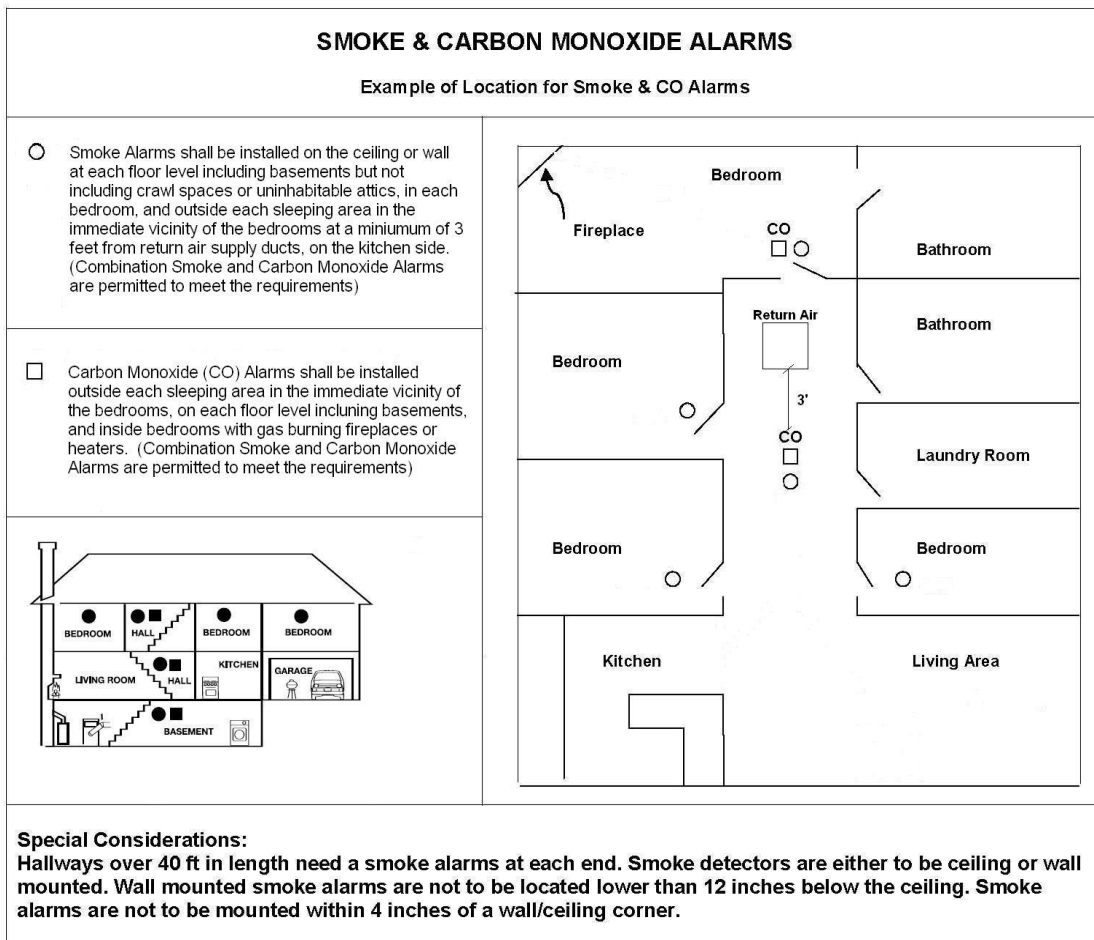 SMOKE & CARBON MONOXIDE ALARMS
Example of Location for Smoke & CO Alarms
Smoke Alarms shall be installed on the ceiling or wall
at each floor level including basements but not
including crawl spaces or uninhabitable attics, in each
bedroom, and outside each sleeping area in the
immediate vicinity of the bedrooms at a miniumum of 3
feet from return air supply ducts, on the kitchen side.
(Combination Smoke and Carbon Monoxide Alarms
are permitted to meet the requirements)
Carbon Monoxide (CO) Alarms shall be installed
outside each sleeping area in the immediate vicinity of
the bedrooms, on each floor level incluning basements,
and inside bedrooms with gas burning fireplaces or
heaters. (Combination Smoke and Carbon Monoxide
Alarms are permitted to meet the requirements)
BEDROOM
HALL
BEDROOM
BEDROOM
LIVING ROOM
HALL
KITCHEN
GARAGE
BASEMENT
Bedroom
Fireplace
CO
Bathroom
Return Air
Bathroom
Bedroom
3'
CO
Laundry Room
Bedroom
Bedroom
Kitchen
Living Area
Special Considerations:
Hallways over 40 ft in length need a smoke alarms at each end. Smoke detectors are either to be ceiling or wall
mounted. Wall mounted smoke alarms are not to be located lower than 12 inches below the ceiling. Smoke
alarms are not to be mounted within 4 inches of a wall/ceiling corner.